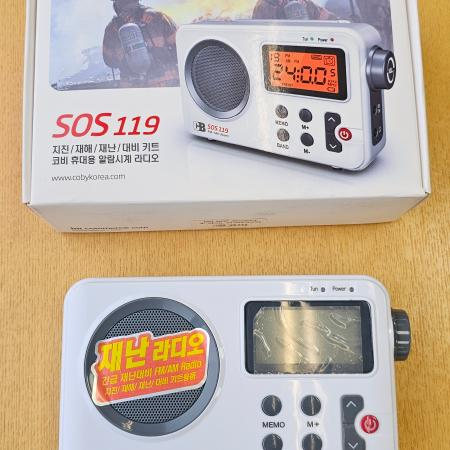 Tun Power
24:00
SOS 119
MEMO
M+
BAND
M-
SOS 119
지진/재해/재난/대비 키트
코비 휴대용 알람시계 라디오
www.cobykorea.com
Tun Power
재난 라디오
긴급 재난대비 FM/AM Radio
지진/ 재해/ 재난/ 대비 키트용품
MEMO
M+